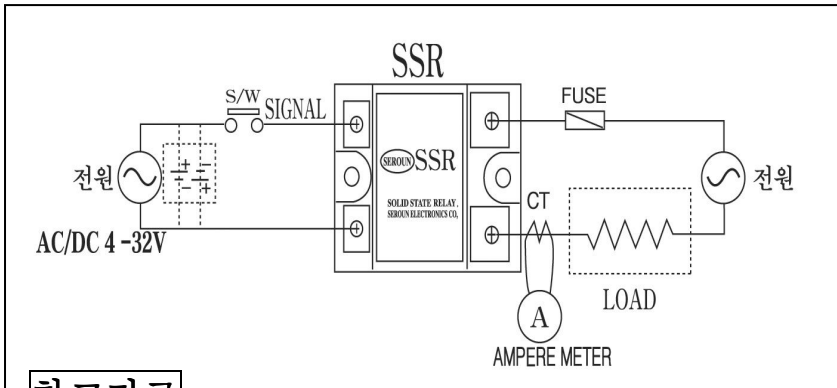 SSR
S/W
SIGNAL
FUSE
SEROUN SSR
SOLID STATE RELAY.
SEROUN ELECTRONICS CO,
전원
AC/DC 4 -32V
CT
전원
LOAD
A
AMPERE METER